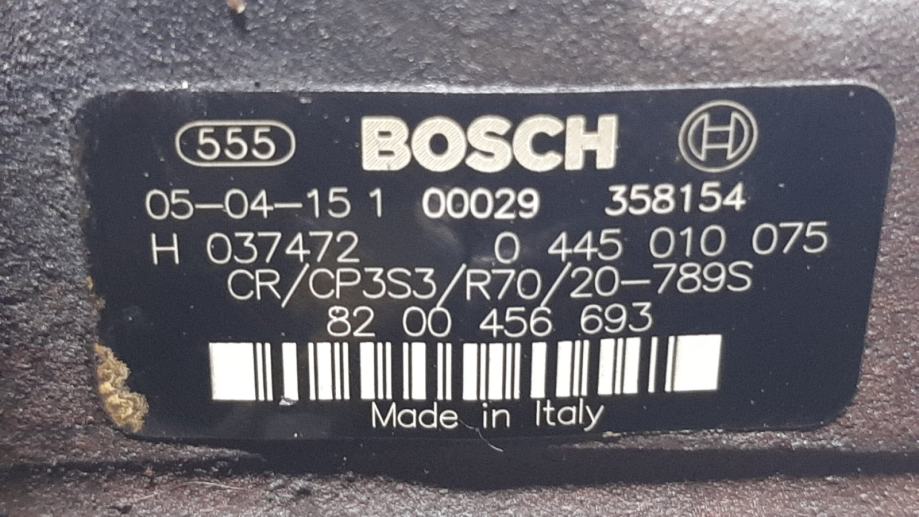 555 BOSCH H
05-04-15 1 00029 358154
H 037472 0 445 010 075
CR/CP3S3/R70/20-789S
82 00 456 693
Made in Italy